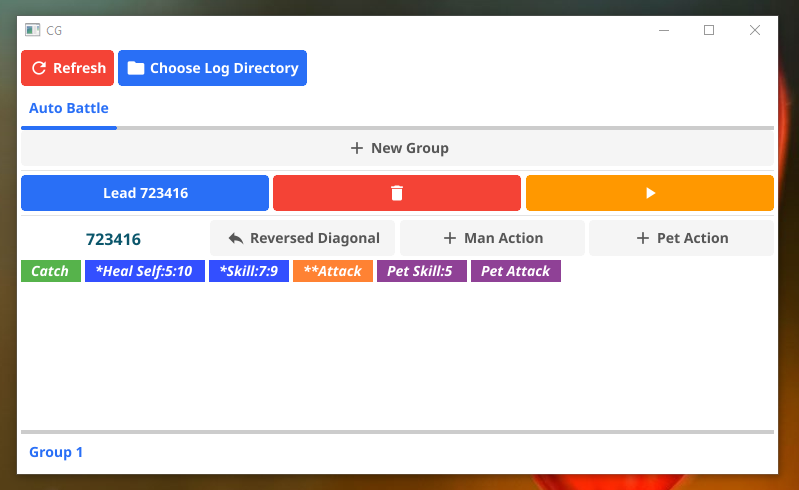 CG
Refresh Choose Log Directory
Auto Battle
New Group
Lead 723416
723416 Reversed Diagonal Man Action Pet Action
Catch *Heal Self:5:10 *Skill:7:9 **Attack Pet Skill:5 Pet Attack
Group 1